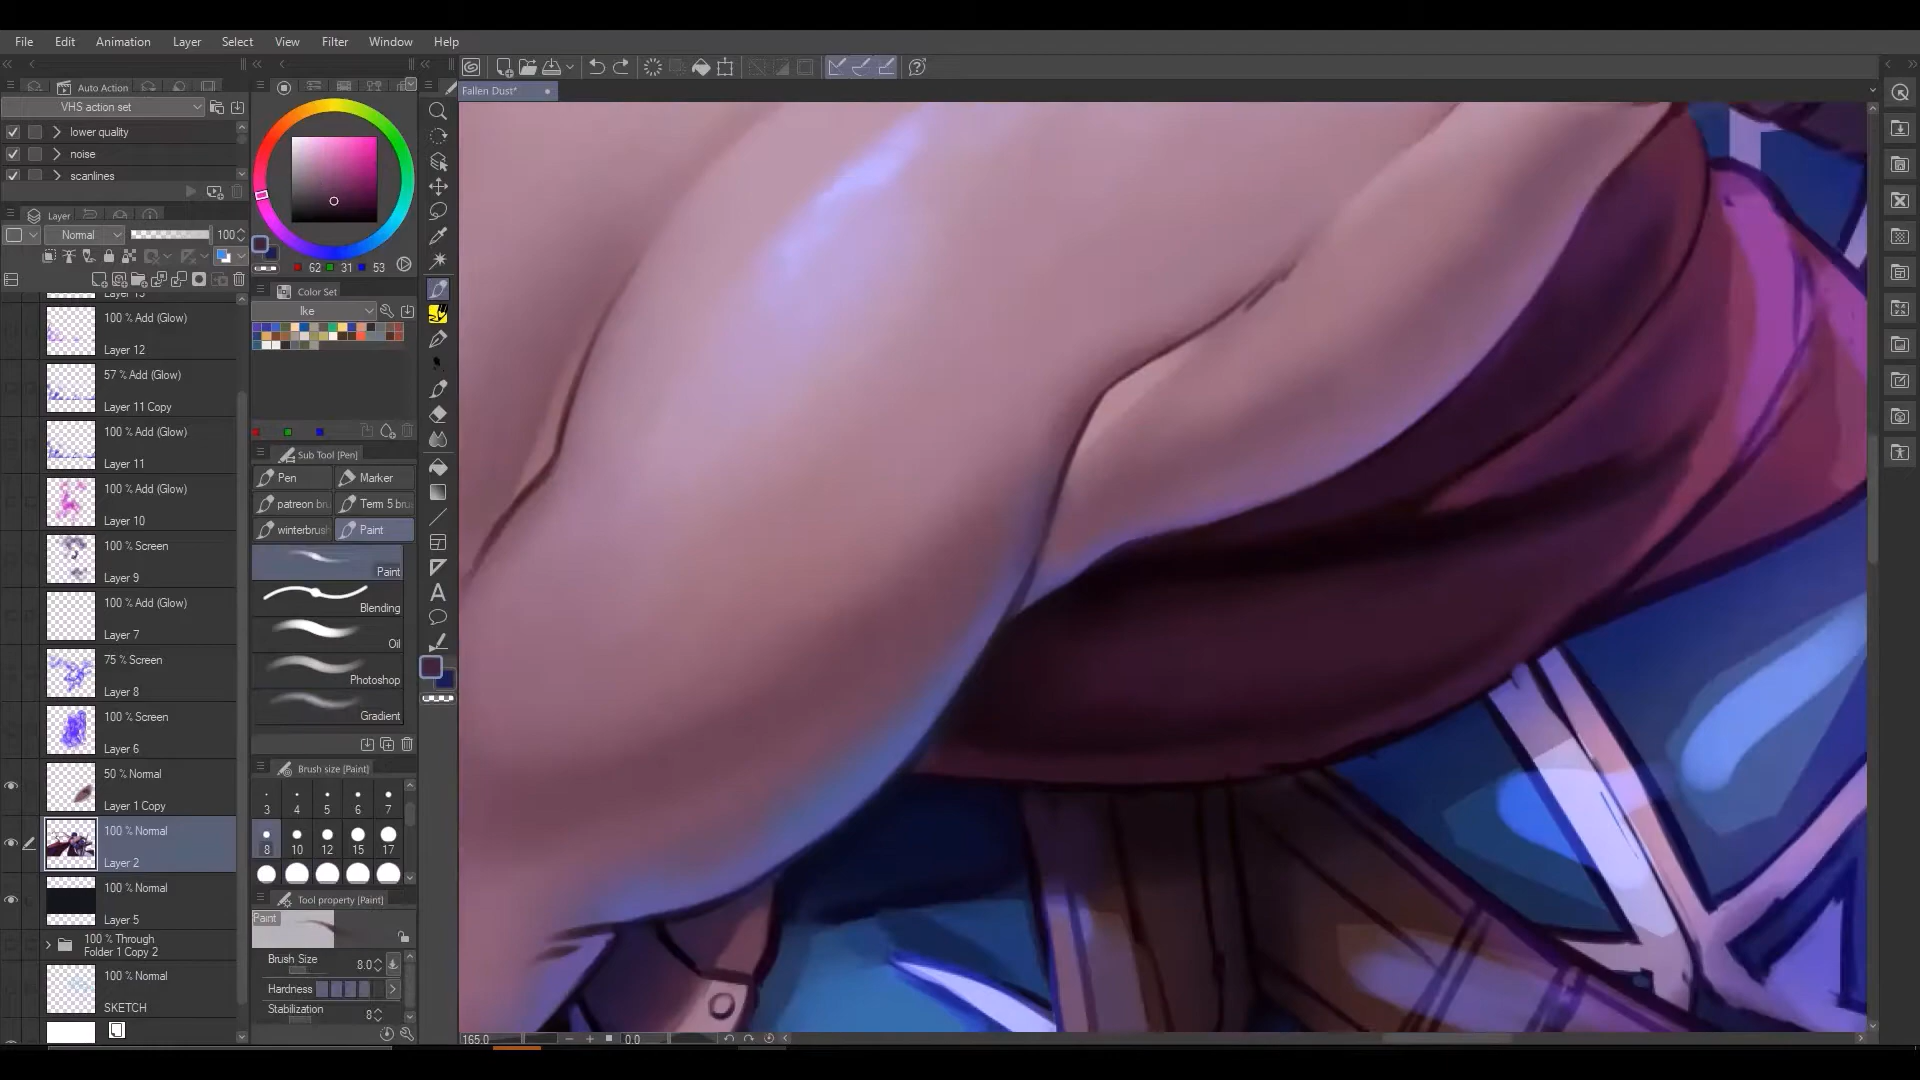 File Edit Animation Layer Select View Filter Window Help
Auto Action
Fallen Dust*
VHS action set
lower quality
noise
scanlines
Layer
Normal 100
62 31 53
Color Set
Ike
Layer 13
100 % Add (Glow)
Layer 12
57 % Add (Glow)
Layer 11 Copy
100 % Add (Glow)
Layer 11
100 % Add (Glow)
Layer 10
100 % Screen
Layer 9
100 % Add (Glow)
Layer 7
75 % Screen
Layer 8
100 % Screen
Layer 6
50 % Normal
Layer 1 Copy
100 % Normal
Layer 2
100 % Normal
Layer 5
100 % Through
Folder 1 Copy 2
100 % Normal
SKETCH
Sub Tool [Pen]
Pen Marker
patreon bru Term 5 bru
winterbrush Paint
Paint
Blending
Oil
Photoshop
Gradient
Brush size [Paint]
3 4 5 6 7
8 10 12 15 17
Tool property [Paint]
Paint
Brush Size 8.0
Hardness
Stabilization 8
165.0 0.0